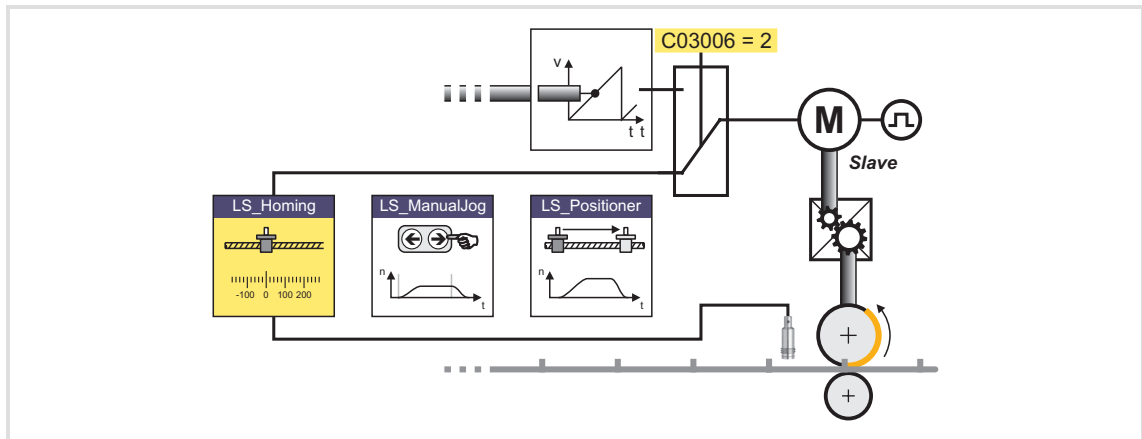 C03006 = 2
v
t t
M
Slave
LS_Homing
LS_ManualJog
LS_Positioner
n
n
-100 0 100 200
t
t